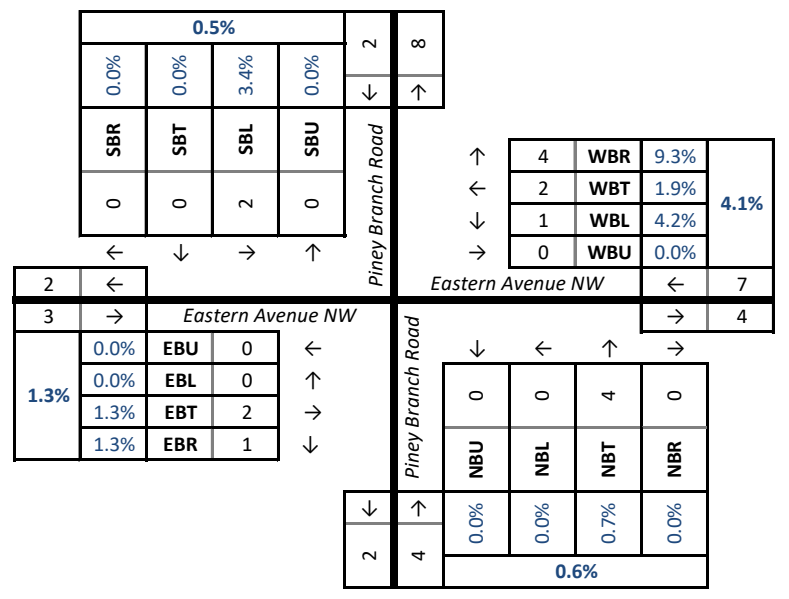 0.5%
0.0% 0.0% 3.4% 0.0%
SBR SBT SBL SBU
0 0 2 0
← ↓ → ↑
2 8
↓ ↑
Piney Branch Road
↑ 4 WBR 9.3%
← 2 WBT 1.9%
↓ 1 WBL 4.2%
→ 0 WBU 0.0%
4.1%
2 ←
Eastern Avenue NW
← 7
3 →
Eastern Avenue NW
→ 4
1.3%
0.0% EBU 0 ←
0.0% EBL 0 ↑
1.3% EBT 2 →
1.3% EBR 1 ↓
Piney Branch Road
↓ ← ↑ →
0 0 4 0
NBU NBL NBT NBR
0.0% 0.0% 0.7% 0.0%
0.6%
↓ ↑
2 4